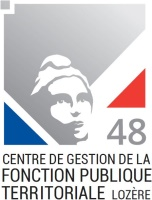 48
CENTRE DE GESTION DE LA
FONCTION PUBLIQUE
TERRITORIALE LOZÈRE